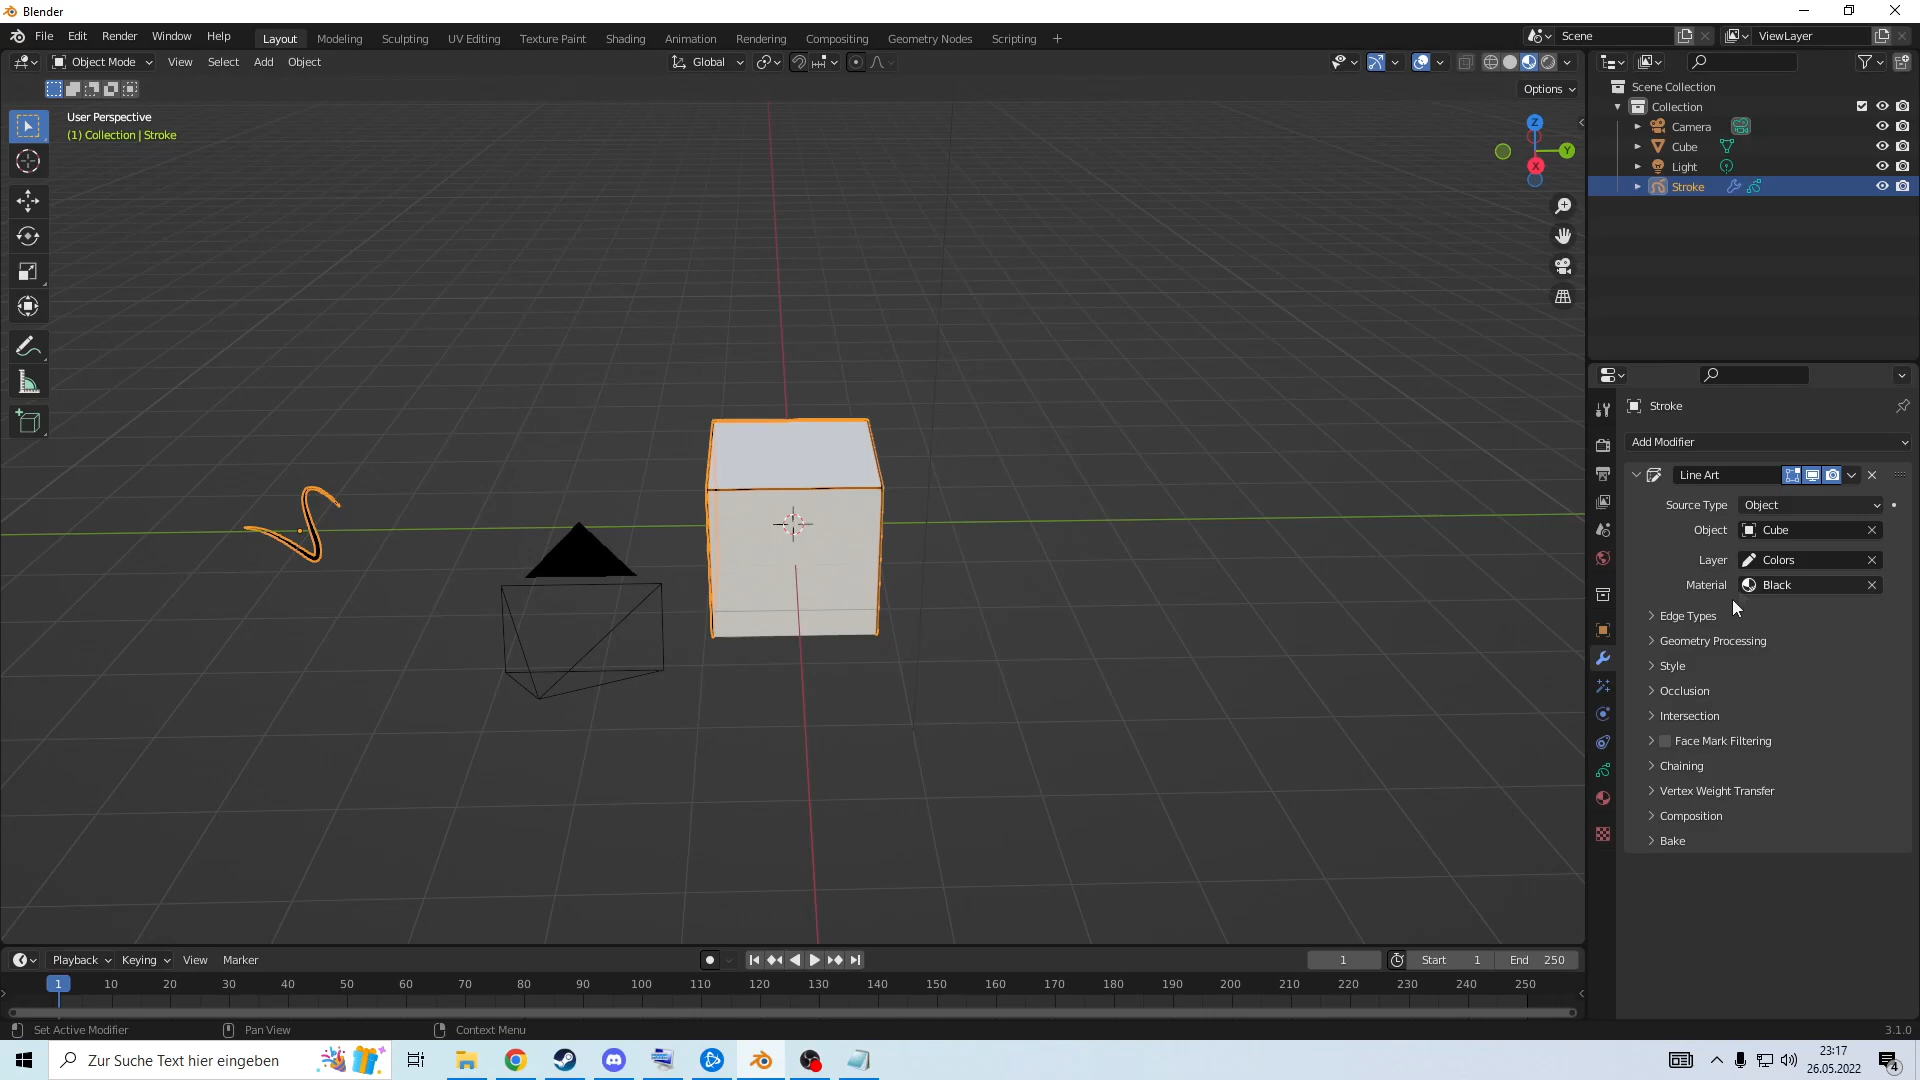 Blender
File Edit Render Window Help Layout Modeling Sculpting UV Editing Texture Paint Shading Animation Rendering Compositing Geometry Nodes Scripting + Scene ViewLayer
Object Mode View Select Add Object Global
Options
User Perspective
(1) Collection | Stroke
Z
Y
X
Scene Collection
Collection
Camera
Cube
Light
Stroke
Stroke
Add Modifier
Line Art
Source Type Object
Object Cube
Layer Colors
Material Black
Edge Types
Geometry Processing
Style
Occlusion
Intersection
Face Mark Filtering
Chaining
Vertex Weight Transfer
Composition
Bake
Playback Keying View Marker 1 Start 1 End 250
1 10 20 30 40 50 60 70 80 90 100 110 120 130 140 150 160 170 180 190 200 210 220 230 240 250
Set Active Modifier Pan View Context Menu 3.1.0
Zur Suche Text hier eingeben
23:17
26.05.2022
4